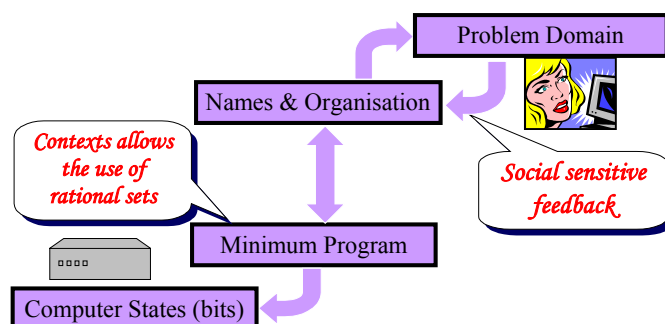 Problem Domain
Names & Organisation
Contexts allows
the use of
rational sets
Social sensitive
feedback
Minimum Program
Computer States (bits)